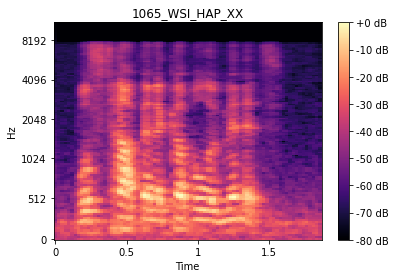 1065_WSI_HAP_XX
Hz
8192
4096
2048
1024
512
0
0
0.5
1
1.5
Time
+0 dB
-10 dB
-20 dB
-30 dB
-40 dB
-50 dB
-60 dB
-70 dB
-80 dB